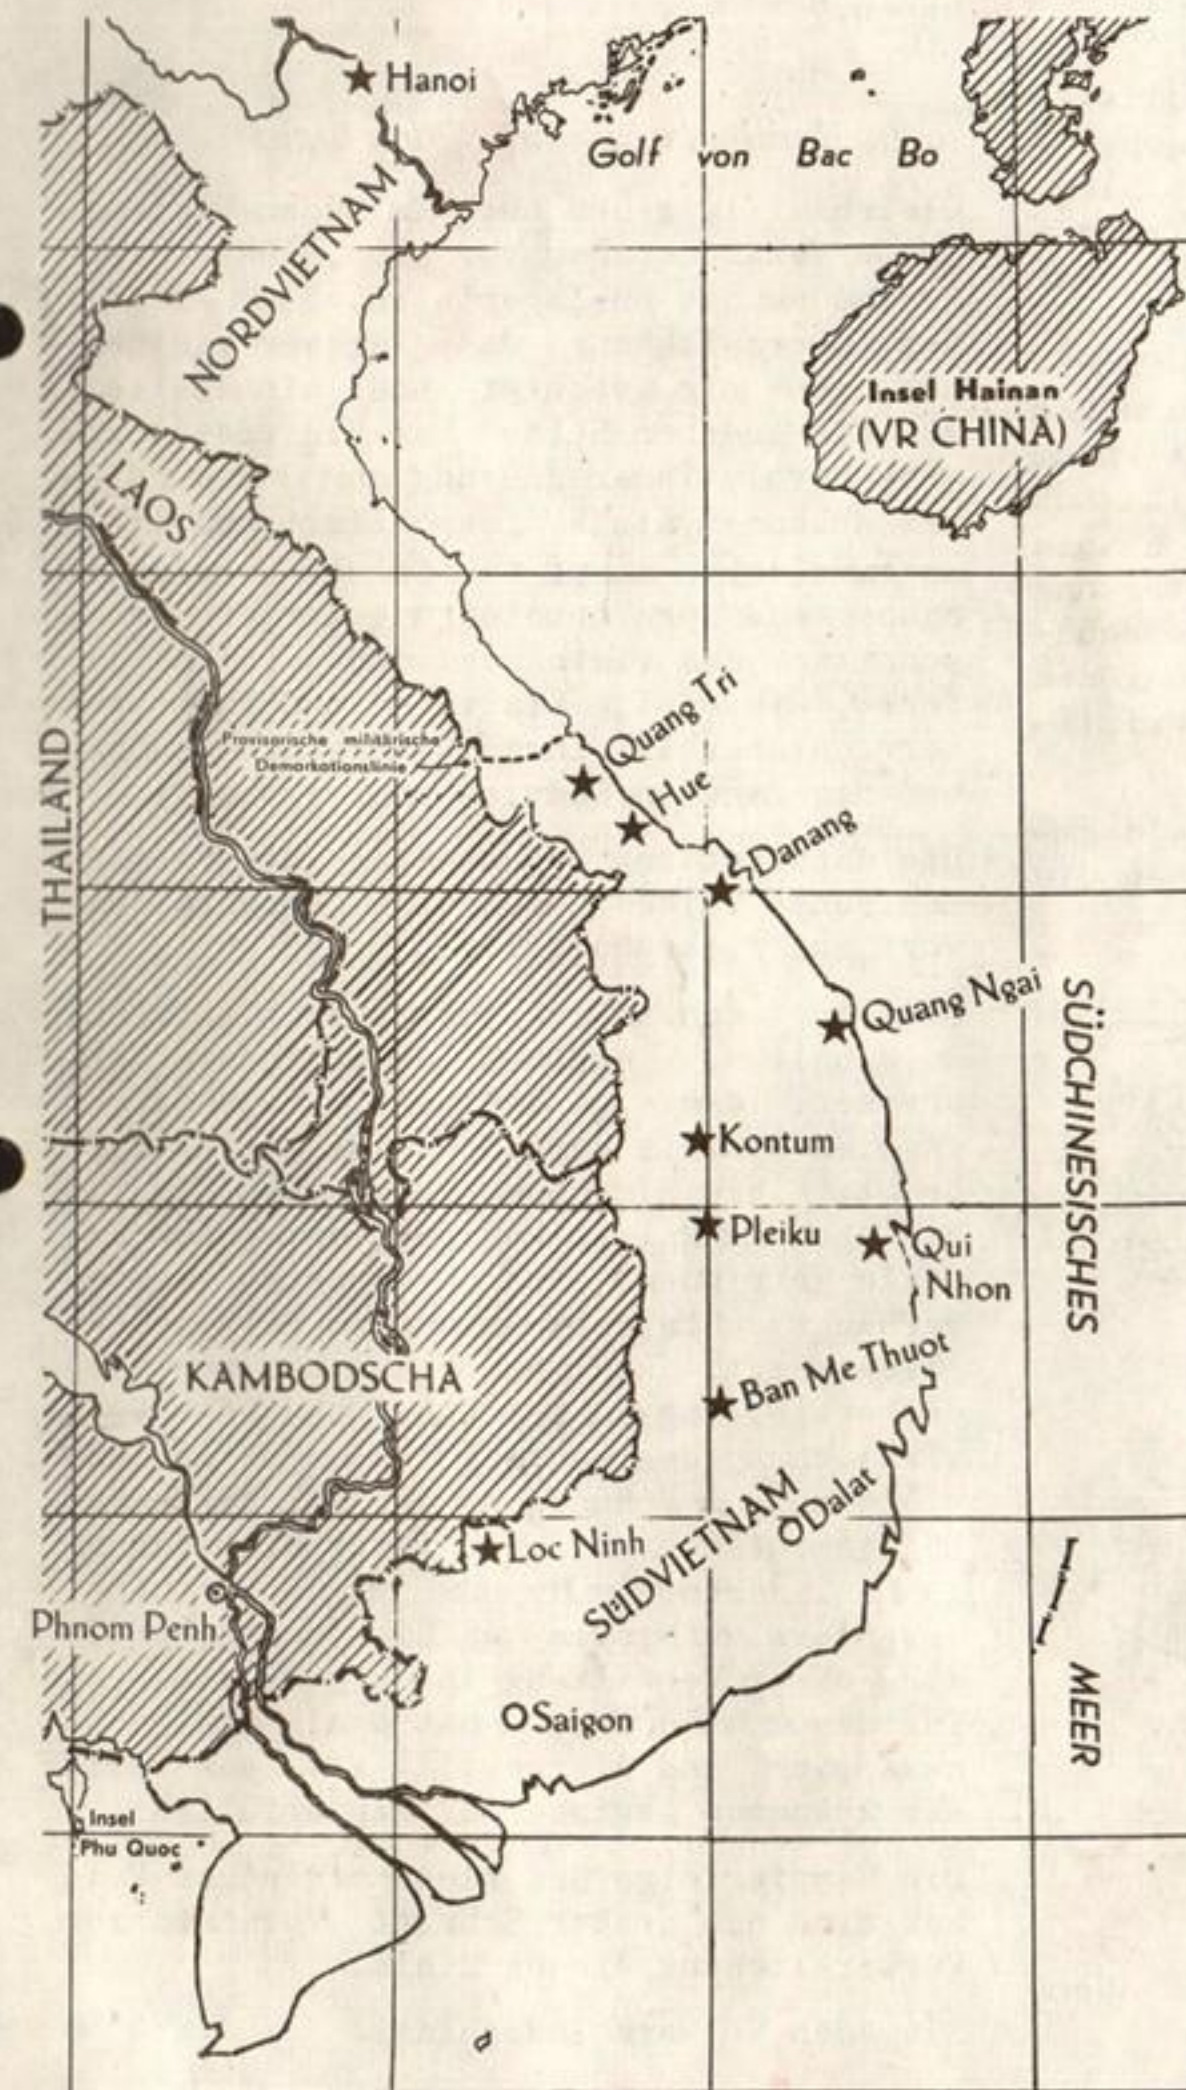 Hanoi
Golf von Bac Bo
NORDVIETNAM
Insel Hainan
(VR CHINA)
LAOS
THAILAND
Quang Tri
Provisorische militärische
Demarkationslinie
Hue
Danang
Quang Ngai
SÜDCHINESISCHES
Kontum
Pleiku
Qui
Nhon
KAMBODSCHA
Ban Me Thuot
SÜDVIETNAM
Dalat
Loc Ninh
Phnom Penh
MEER
Saigon
Insel
Phu Quoc